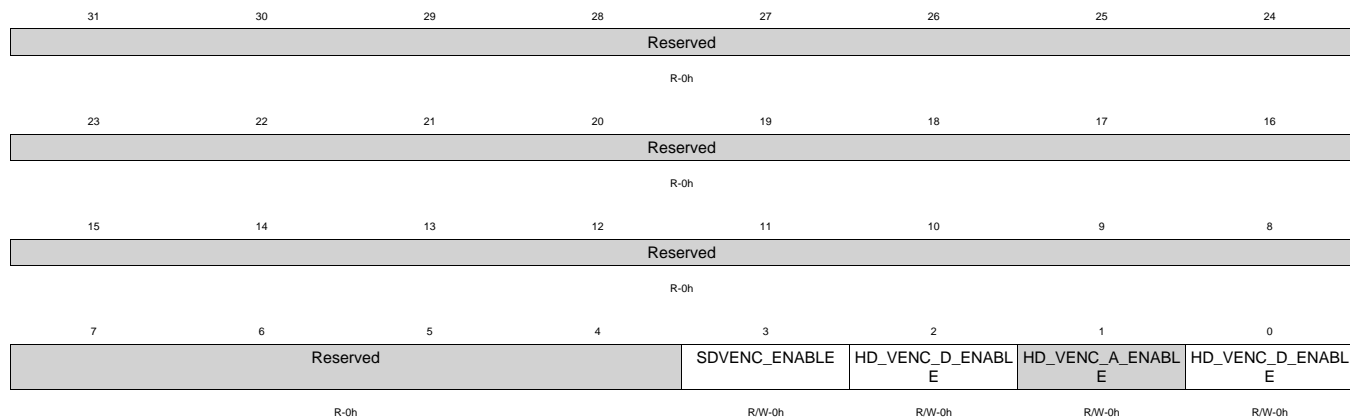 31 30 29 28 27 26 25 24
Reserved
R-0h
23 22 21 20 19 18 17 16
Reserved
R-0h
15 14 13 12 11 10 9 8
Reserved
R-0h
7 6 5 4 3 2 1 0
Reserved SDVENC_ENABLE HD_VENC_D_ENABL HD_VENC_A_ENABL HD_VENC_D_ENABL
E E E
R-0h R/W-0h R/W-0h R/W-0h R/W-0h